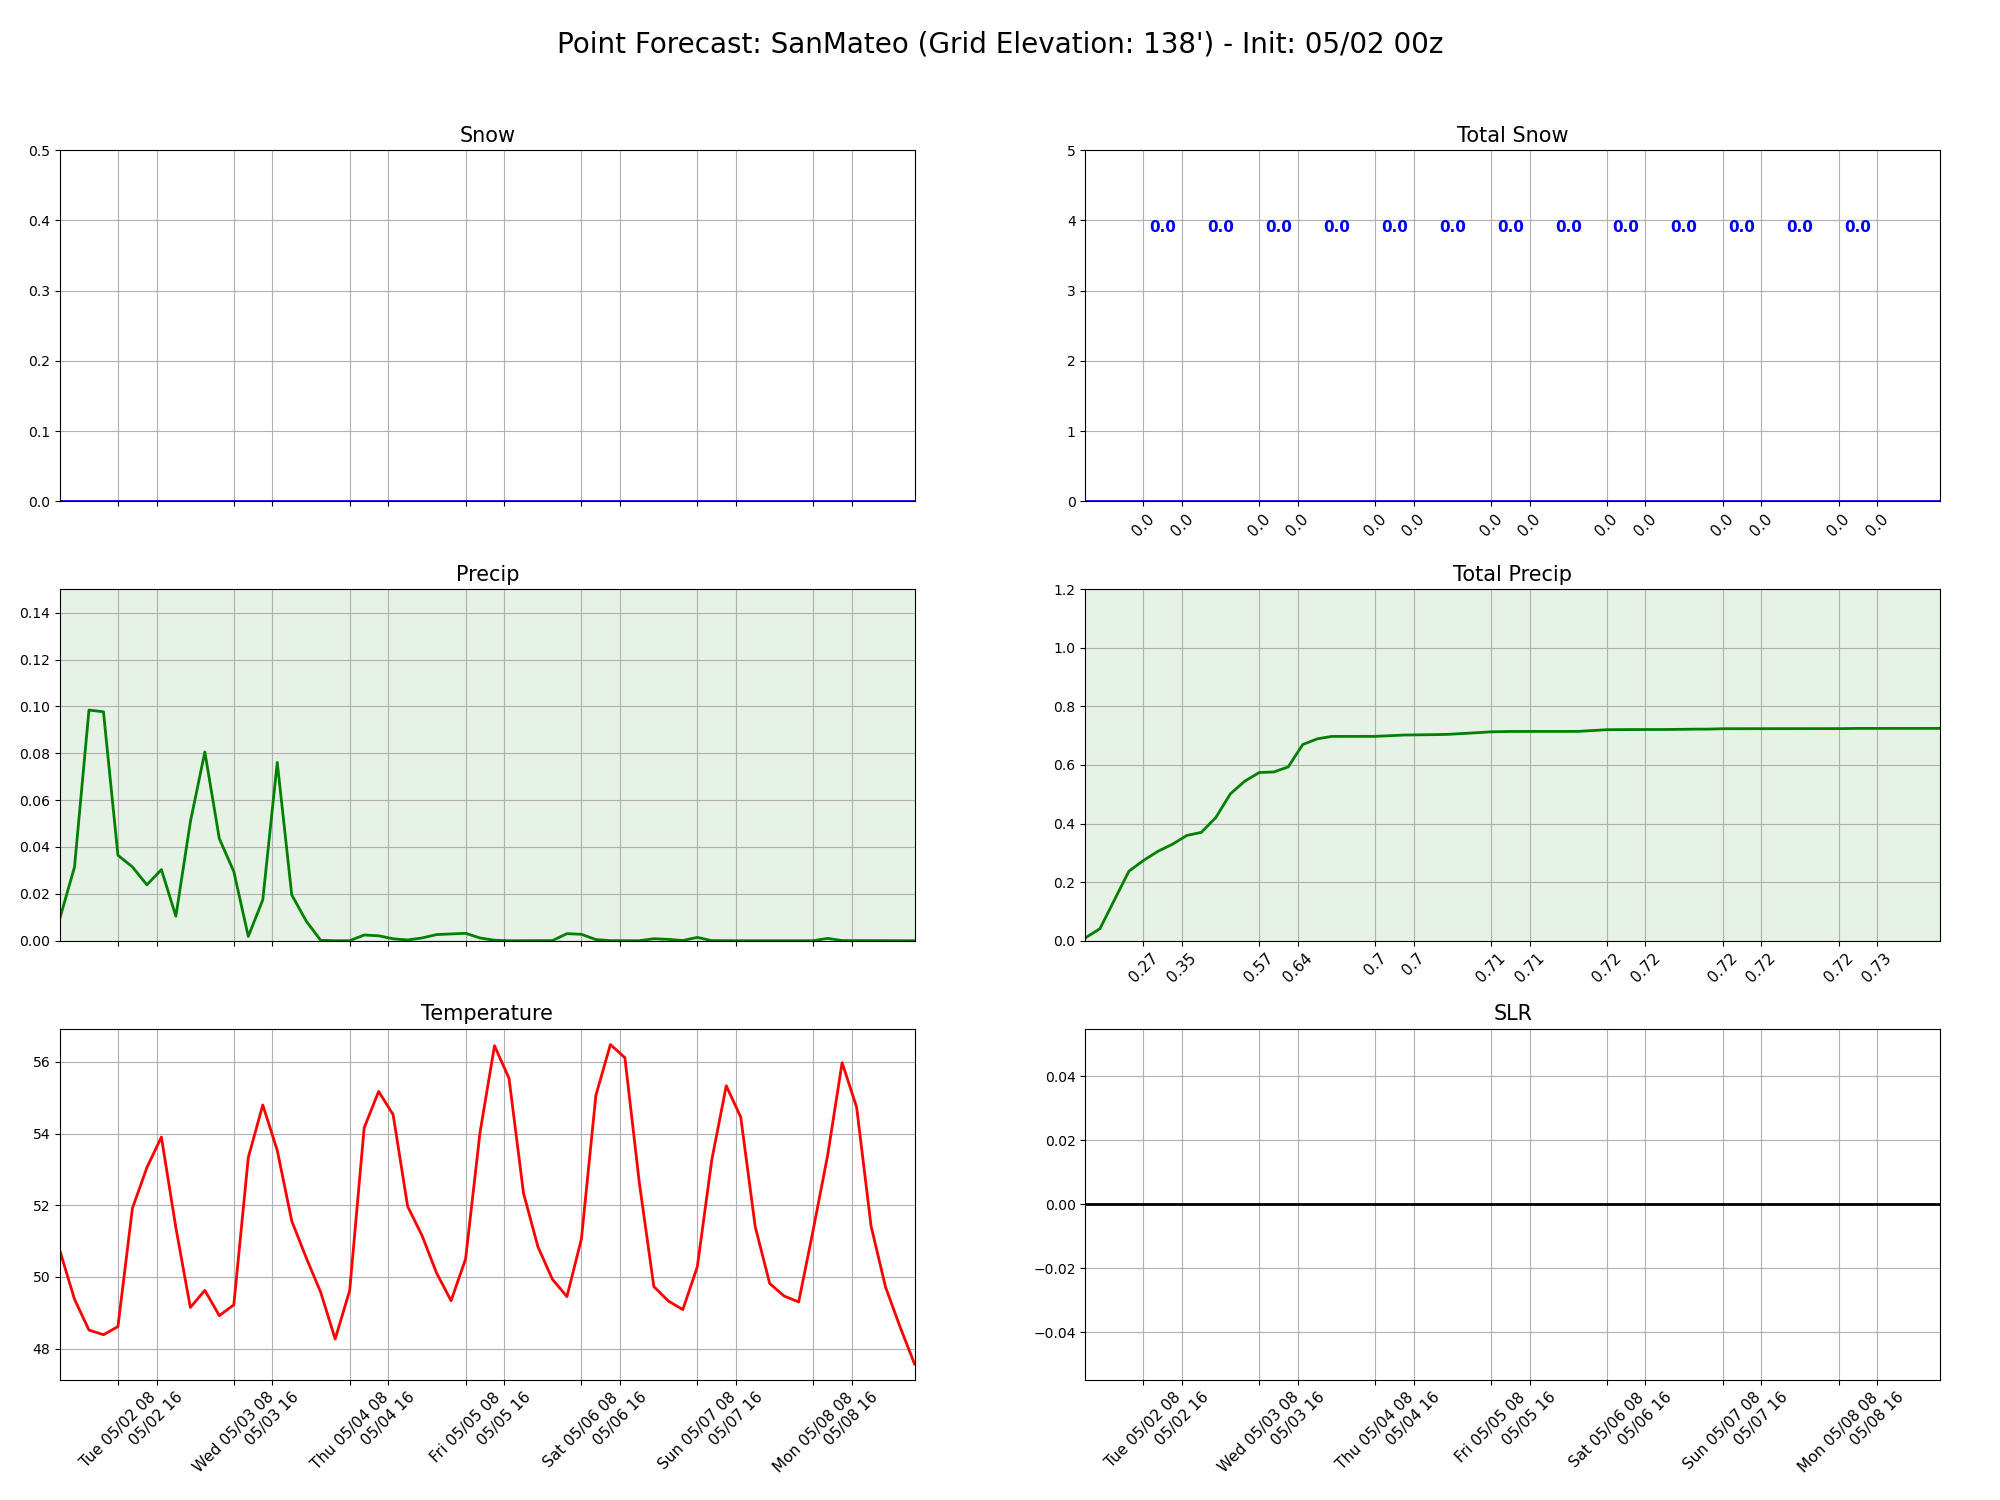 Point Forecast: SanMateo (Grid Elevation: 138') - Init: 05/02 00z
Snow
0.5
0.4
0.3
0.2
0.1
0.0
Total Snow
5
4
3
2
1
0
0.0 0.0 0.0 0.0 0.0 0.0 0.0 0.0 0.0 0.0 0.0 0.0 0.0
0.0 0.0 0.0 0.0 0.0 0.0 0.0 0.0 0.0 0.0 0.0 0.0 0.0 0.0
Precip
0.14
0.12
0.10
0.08
0.06
0.04
0.02
0.00
Total Precip
1.2
1.0
0.8
0.6
0.4
0.2
0.0
0.27 0.35 0.57 0.64 0.7 0.7 0.71 0.71 0.72 0.72 0.72 0.72 0.72 0.73
Temperature
56
54
52
50
48
Tue 05/02 08
05/02 16
Wed 05/03 08
05/03 16
Thu 05/04 08
05/04 16
Fri 05/05 08
05/05 16
Sat 05/06 08
05/06 16
Sun 05/07 08
05/07 16
Mon 05/08 08
05/08 16
SLR
0.04
0.02
0.00
−0.02
−0.04
Tue 05/02 08
05/02 16
Wed 05/03 08
05/03 16
Thu 05/04 08
05/04 16
Fri 05/05 08
05/05 16
Sat 05/06 08
05/06 16
Sun 05/07 08
05/07 16
Mon 05/08 08
05/08 16